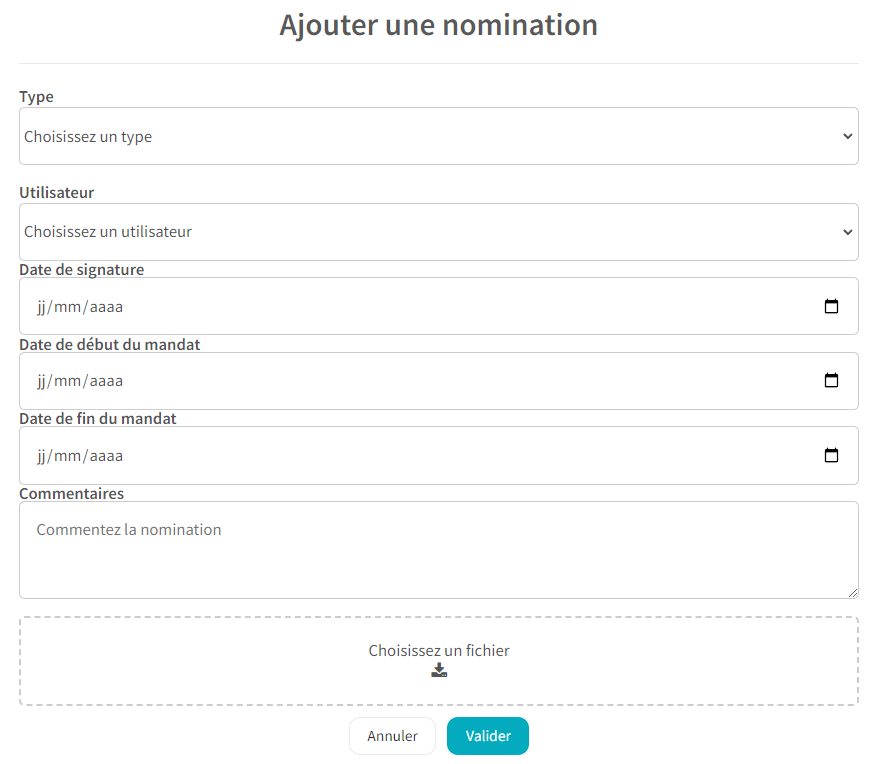 Ajouter une nomination
Type
Choisissez un type
Utilisateur
Choisissez un utilisateur
Date de signature
jj/mm/aaaa
Date de début du mandat
jj/mm/aaaa
Date de fin du mandat
jj/mm/aaaa
Commentaires
Commentez la nomination
Choisissez un fichier
Annuler Valider